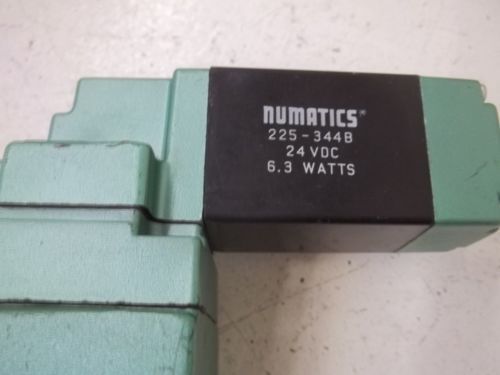 NUMATICS®
225-344B
24 VDC
6.3 WATTS